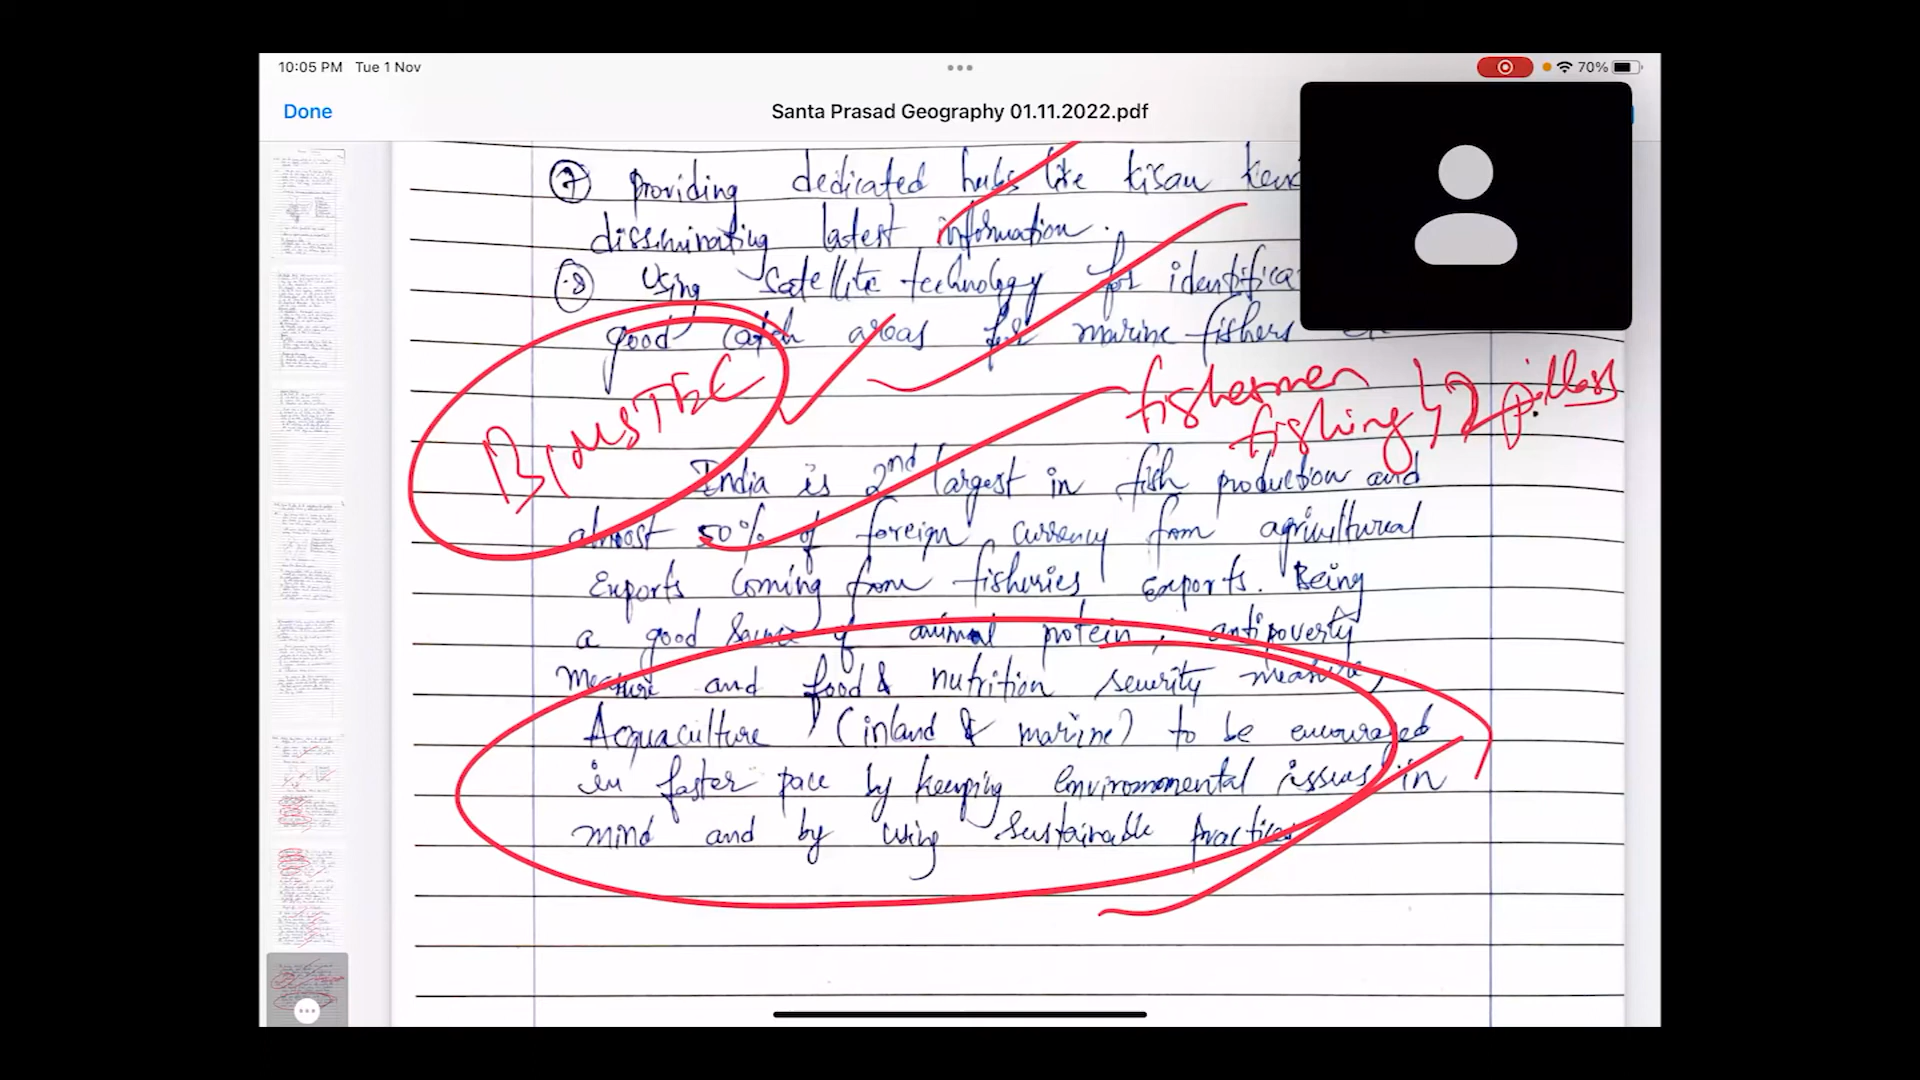 10:05 PM Tue 1 Nov
70%
Done
Santa Prasad Geography 01.11.2022.pdf
7 Providing dedicated hubs like Kisan
disseminating latest information.
8 Using Satellite technology for
good catch areas for marine fishers
BIMSTEC
fishermen
fishing 2 pillars
India is 2nd largest in fish production and
almost 50% of foreign currency from agricultural
Exports Coming from fisheries exports. Being
a good Source of animal protein, antipoverty
measure and food & nutrition security measure,
Acquaculture (inland & marine) to be encouraged
in faster pace by keeping environmental issues in
mind and by using sustainable practices